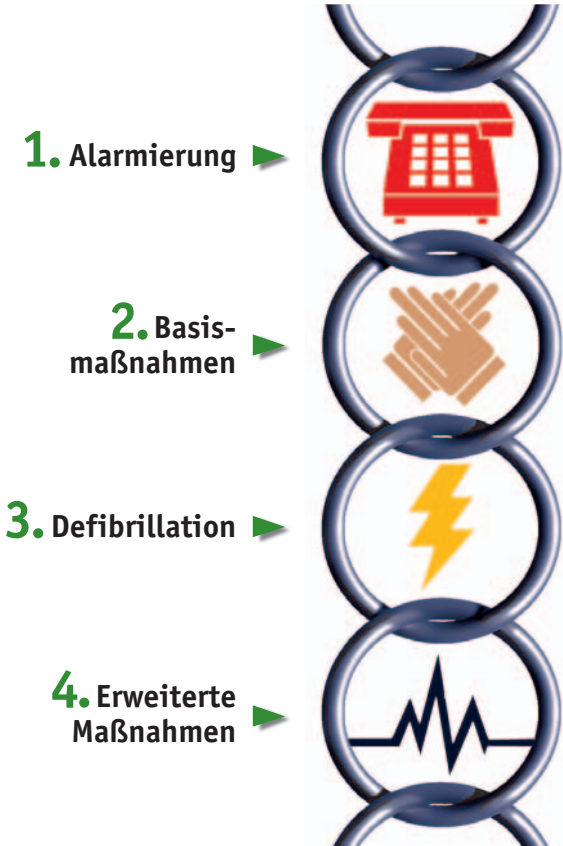 1. Alarmierung
2. Basis-
maßnahmen
3. Defibrillation
4. Erweiterte
Maßnahmen